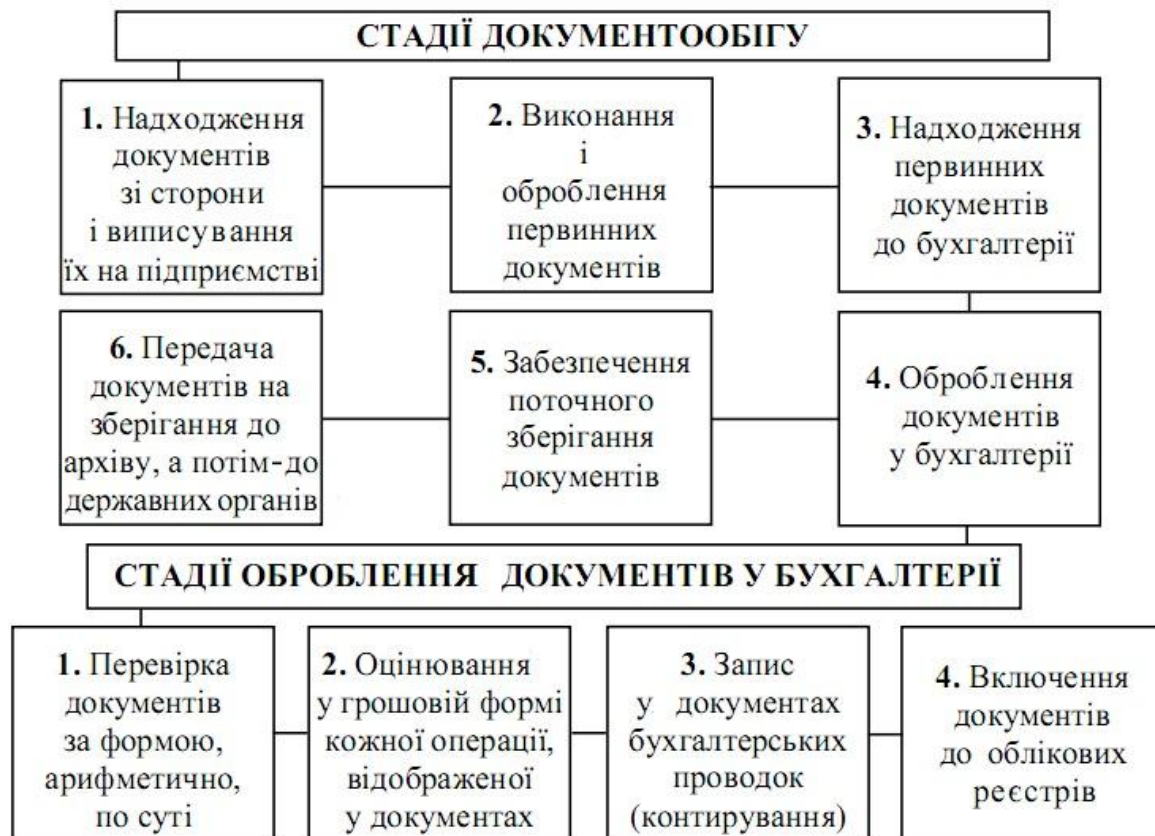 СТАДІЇ ДОКУМЕНТООБІГУ
1. Надходження
документів
зі сторони
і виписування
їх на підприємстві
2. Виконання
і
оброблення
первинних
документів
3. Надходження
первинних
документів
до бухгалтерії
6. Передача
документів на
зберігання до
архіву, а потім-до
державних органів
5. Забезпечення
поточного
зберігання
документів
4. Оброблення
документів
у бухгалтерії
СТАДІЇ ОБРОБЛЕННЯ ДОКУМЕНТІВ У БУХГАЛТЕРІЇ
1. Перевірка
документів
за формою,
арифметично,
по суті
2. Оцінювання
у грошовій формі
кожної операції,
відображеної
у документах
3. Запис
у документах
бухгалтерських
проводок
(контирування)
4. Включення
документів
до облікових
реєстрів